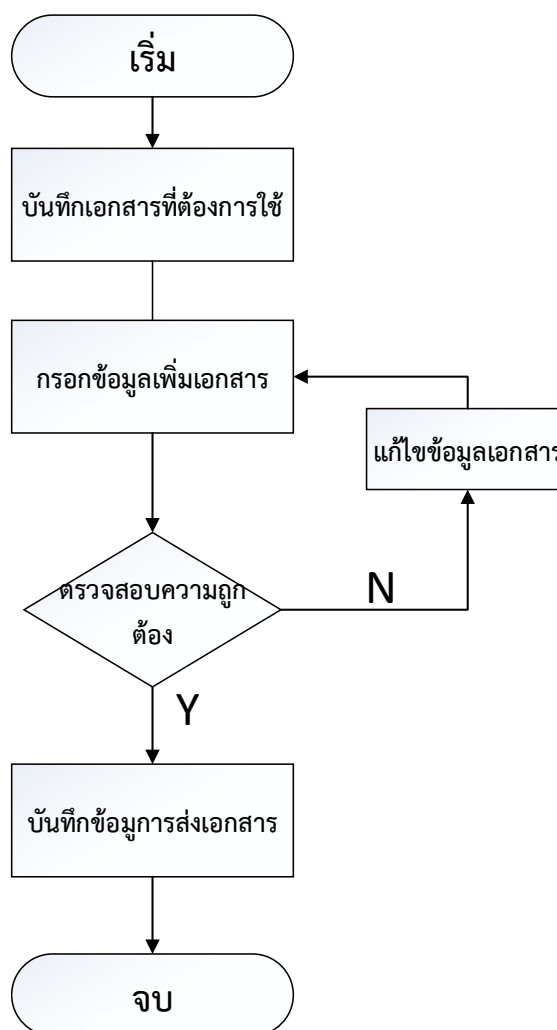 เริ่ม
บันทึกเอกสารที่ต้องการใช้
กรอกข้อมูลเพิ่มเอกสาร
แก้ไขข้อมูลเอกสาร
ตรวจสอบความถูก
ต้อง
N
Y
บันทึกข้อมูการส่งเอกสาร
จบ